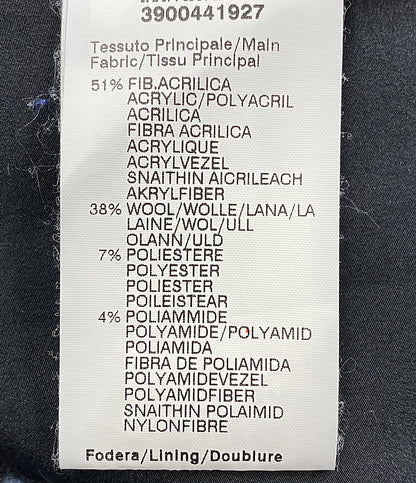 3900441927
Tessuto Principale/Main
Fabric/Tissu Principal
51% FIB.ACRILICA
ACRYLIC/POLYACRIL
ACRILICA
FIBRA ACRILICA
ACRYLIQUE
ACRYLVEZEL
SNAITHIN AICRILEACH
AKRYLFIBER
38% WOOL/WOLLE/LANA/LA
LAINE/WOL/ULL
OLANN/ULD
7% POLIESTERE
POLYESTER
POLIESTER
POILEISTEAR
4% POLIAMMIDE
POLYAMIDE/POLYAMID
POLIAMIDA
FIBRA DE POLIAMIDA
POLYAMIDEVEZEL
POLYAMIDFIBER
SNAITHIN POLAIMID
NYLONFIBRE
Fodera/Lining/Doublure